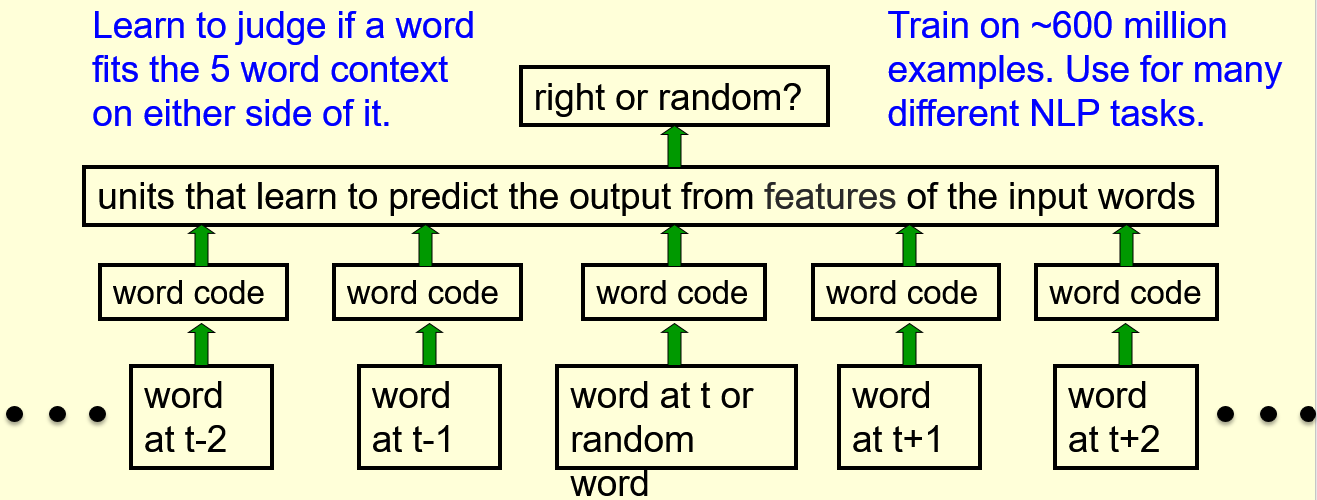 Learn to judge if a word
fits the 5 word context
on either side of it.
Train on ~600 million
examples. Use for many
different NLP tasks.
right or random?
units that learn to predict the output from features of the input words
word code
word code
word code
word code
word code
word
at t-2
word
at t-1
word at t or
random
word
word
at t+1
word
at t+2